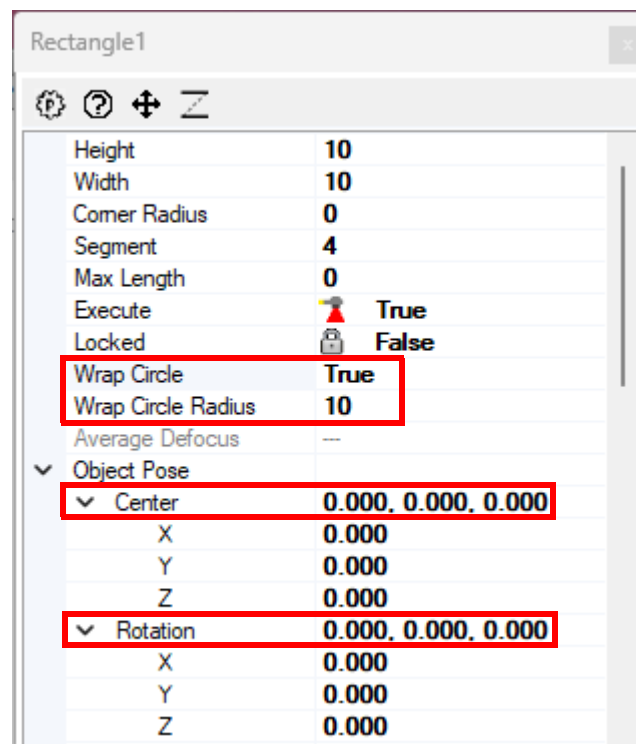 Rectangle1
x
P ?
Height 10
Width 10
Corner Radius 0
Segment 4
Max Length 0
Execute True
Locked False
Wrap Circle True
Wrap Circle Radius 10
Average Defocus ---
Object Pose
Center 0.000, 0.000, 0.000
X 0.000
Y 0.000
Z 0.000
Rotation 0.000, 0.000, 0.000
X 0.000
Y 0.000
Z 0.000